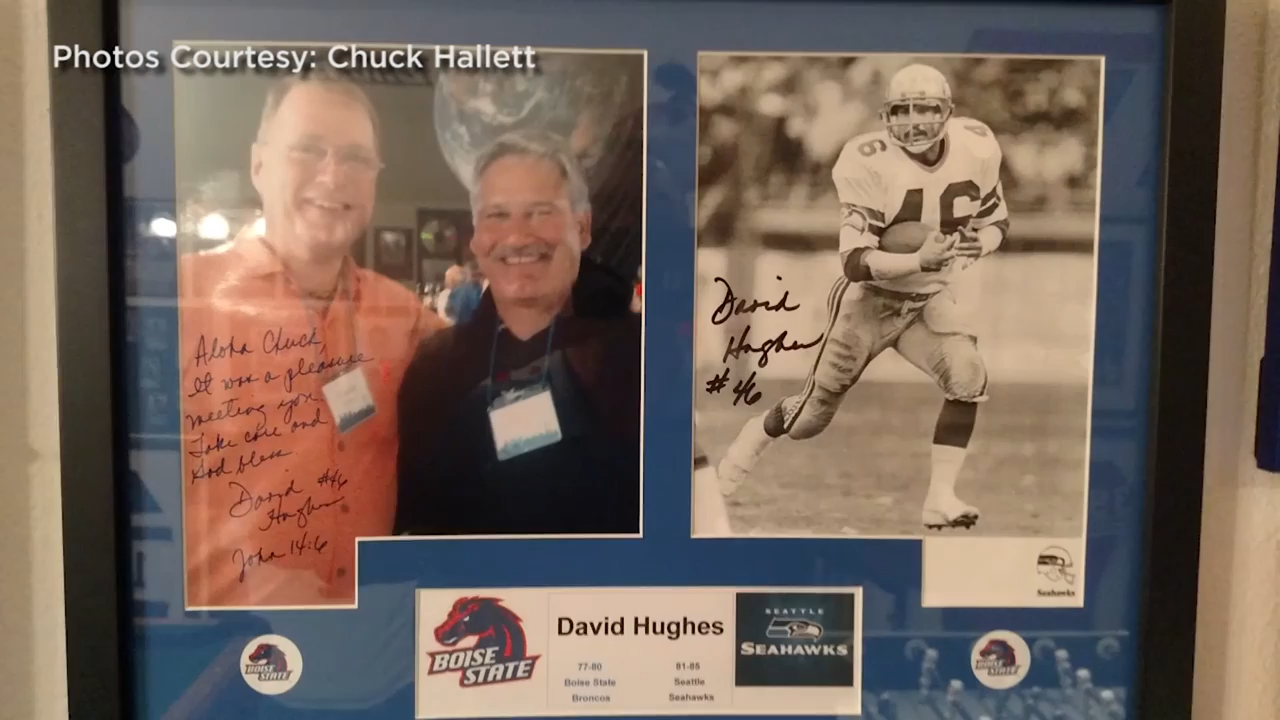 Photos Courtesy: Chuck Hallett
Aloha Chuck,
It was a pleasure
meeting you.
Take care and
God bless
David #46
Hughes
John 14:6
46
46
David
Hughes
#46
Seahawks
BOISE
STATE
David Hughes
77-80
Boise State
Broncos
81-85
Seattle
Seahawks
SEATTLE
SEAHAWKS
BOISE
STATE
BOISE
STATE